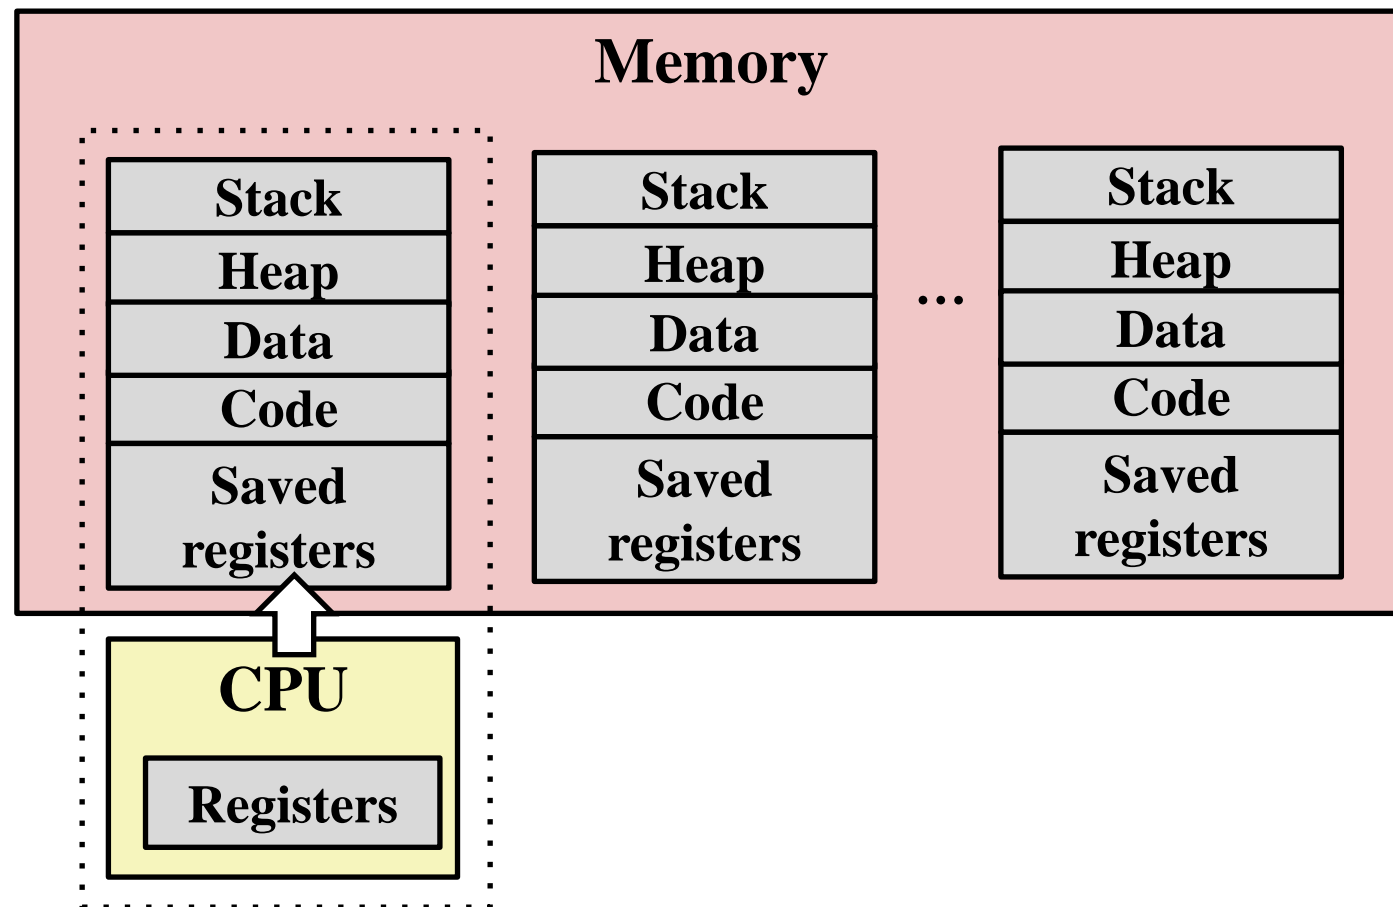 Memory
Stack
Heap
Data
Code
Saved
registers
Stack
Heap
Data
Code
Saved
registers
...
Stack
Heap
Data
Code
Saved
registers
CPU
Registers